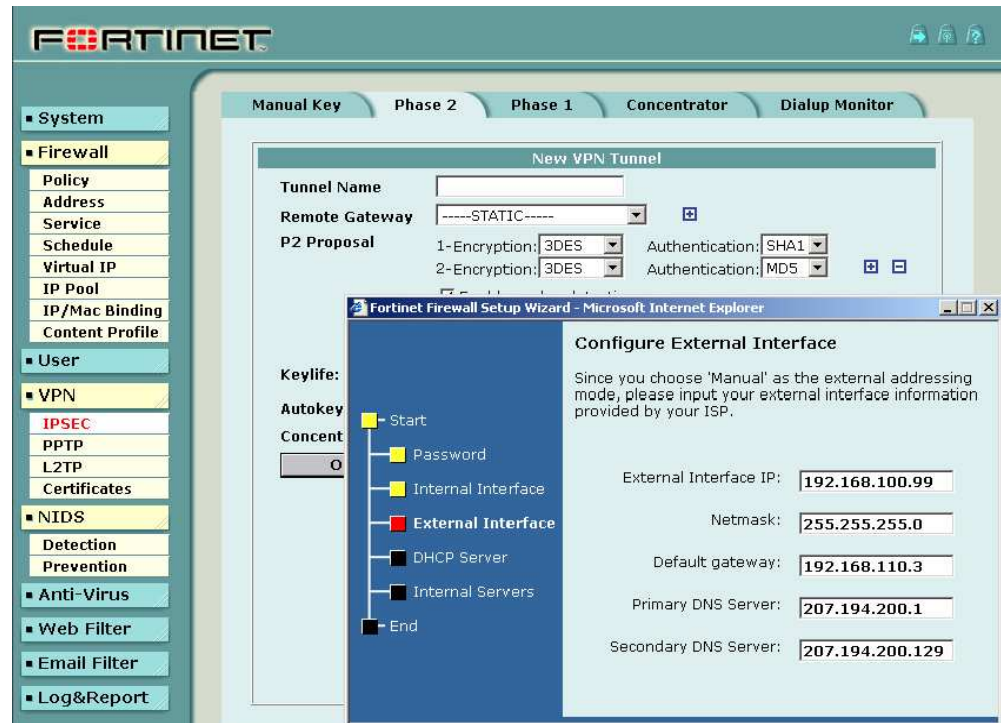 FORTINET
System
Firewall
Policy
Address
Service
Schedule
Virtual IP
IP Pool
IP/Mac Binding
Content Profile
User
VPN
IPSEC
PPTP
L2TP
Certificates
NIDS
Detection
Prevention
Anti-Virus
Web Filter
Email Filter
Log&Report
Manual Key Phase 2 Phase 1 Concentrator Dialup Monitor
New VPN Tunnel
Tunnel Name
Remote Gateway -----STATIC-----
P2 Proposal 1-Encryption: 3DES Authentication: SHA1
2-Encryption: 3DES Authentication: MD5
Keylife:
Autokey
Concent
O
Fortinet Firewall Setup Wizard - Microsoft Internet Explorer
Start
Password
Internal Interface
External Interface
DHCP Server
Internal Servers
End
Configure External Interface
Since you choose 'Manual' as the external addressing
mode, please input your external interface information
provided by your ISP.
External Interface IP: 192.168.100.99
Netmask: 255.255.255.0
Default gateway: 192.168.110.3
Primary DNS Server: 207.194.200.1
Secondary DNS Server: 207.194.200.129